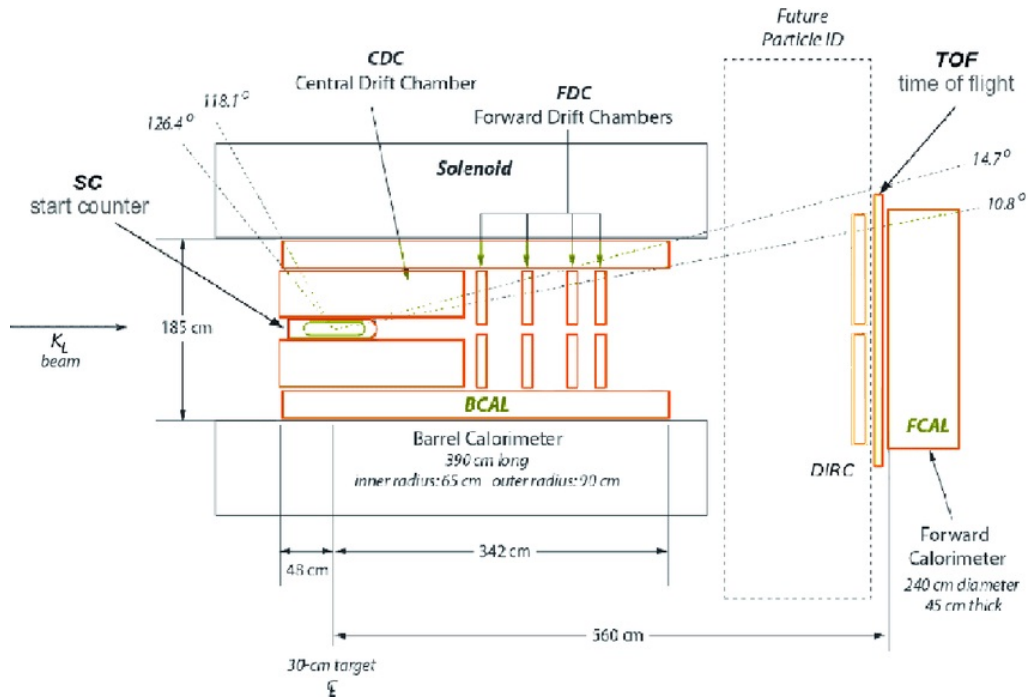 Future
Particle ID
CDC
Central Drift Chamber
TOF
time of flight
FDC
Forward Drift Chambers
118.1°
126.4°
Solenoid
14.7°
10.8°
SC
start counter
185 cm
K_L
beam
BCAL
FCAL
Barrel Calorimeter
390 cm long
inner radius: 65 cm outer radius: 90 cm
DIRC
Forward
Calorimeter
240 cm diameter
45 cm thick
342 cm
48 cm
560 cm
30-cm target
℄